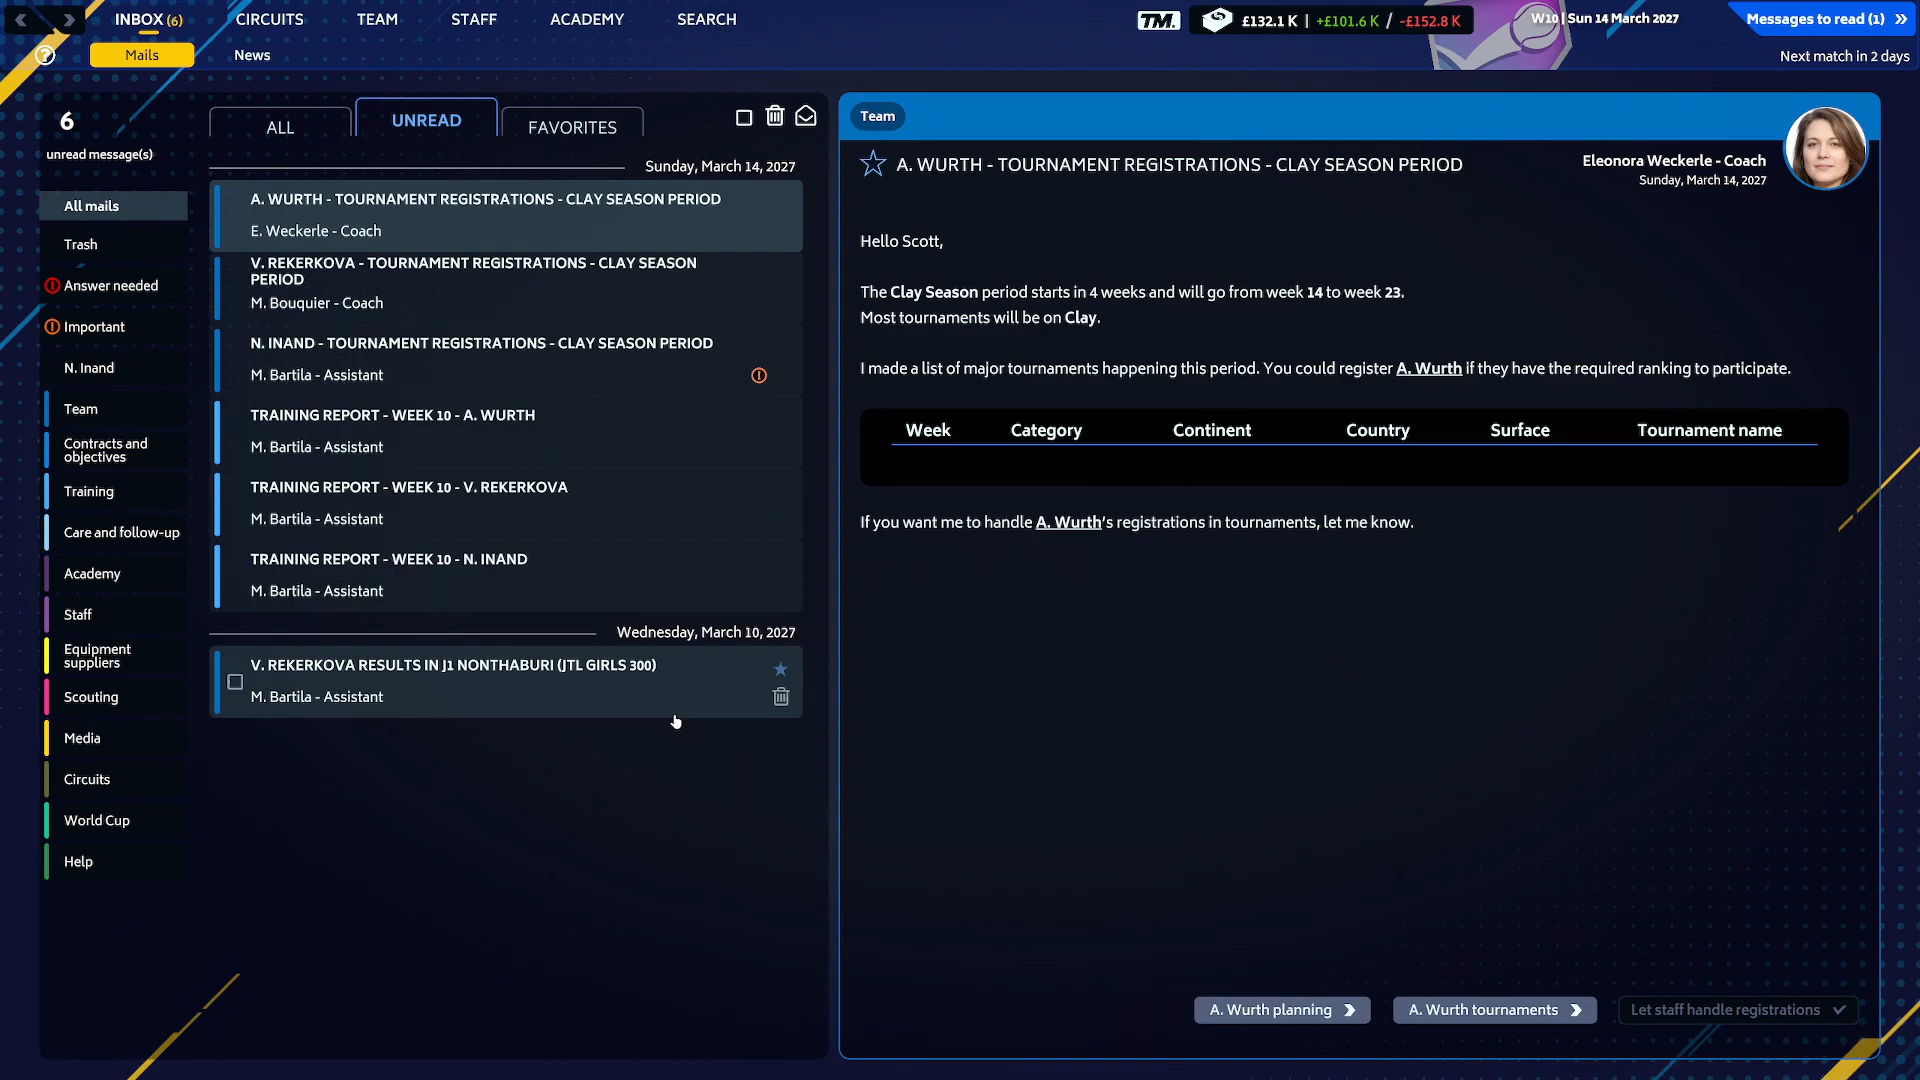 INBOX (6)
CIRCUITS
TEAM
STAFF
ACADEMY
SEARCH
TM.
£132.1 K | +£101.6 K / -£152.8 K
W10 | Sun 14 March 2027
Messages to read (1)
Mails
News
Next match in 2 days
6
unread message(s)
All mails
Trash
Answer needed
Important
N. Inand
Team
Contracts and
objectives
Training
Care and follow-up
Academy
Staff
Equipment
suppliers
Scouting
Media
Circuits
World Cup
Help
ALL
UNREAD
FAVORITES
Sunday, March 14, 2027
A. WURTH - TOURNAMENT REGISTRATIONS - CLAY SEASON PERIOD
E. Weckerle - Coach
V. REKERKOVA - TOURNAMENT REGISTRATIONS - CLAY SEASON
PERIOD
M. Bouquier - Coach
N. INAND - TOURNAMENT REGISTRATIONS - CLAY SEASON PERIOD
M. Bartila - Assistant
TRAINING REPORT - WEEK 10 - A. WURTH
M. Bartila - Assistant
TRAINING REPORT - WEEK 10 - V. REKERKOVA
M. Bartila - Assistant
TRAINING REPORT - WEEK 10 - N. INAND
M. Bartila - Assistant
Wednesday, March 10, 2027
V. REKERKOVA RESULTS IN J1 NONTHABURI (JTL GIRLS 300)
M. Bartila - Assistant
Team
A. WURTH - TOURNAMENT REGISTRATIONS - CLAY SEASON PERIOD
Eleonora Weckerle - Coach
Sunday, March 14, 2027
Hello Scott,
The Clay Season period starts in 4 weeks and will go from week 14 to week 23.
Most tournaments will be on Clay.
I made a list of major tournaments happening this period. You could register A. Wurth if they have the required ranking to participate.
Week Category Continent Country Surface Tournament name
If you want me to handle A. Wurth's registrations in tournaments, let me know.
A. Wurth planning
A. Wurth tournaments
Let staff handle registrations